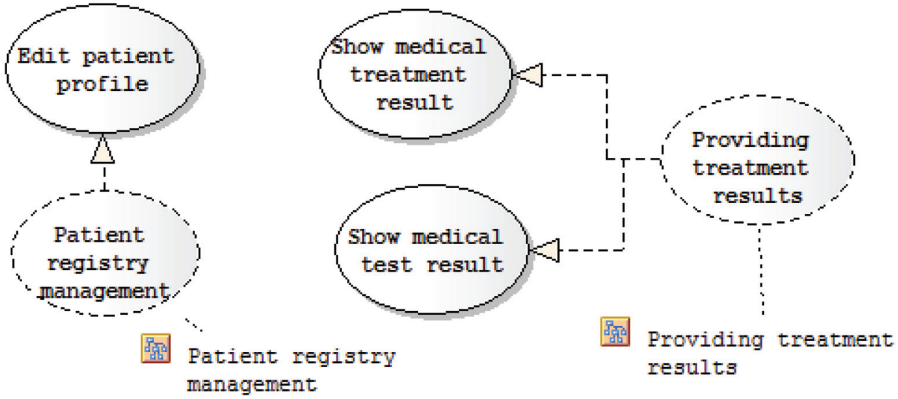 Edit patient
profile
Patient
registry
management
Patient registry
management
Show medical
treatment
result
Show medical
test result
Providing
treatment
results
Providing treatment
results